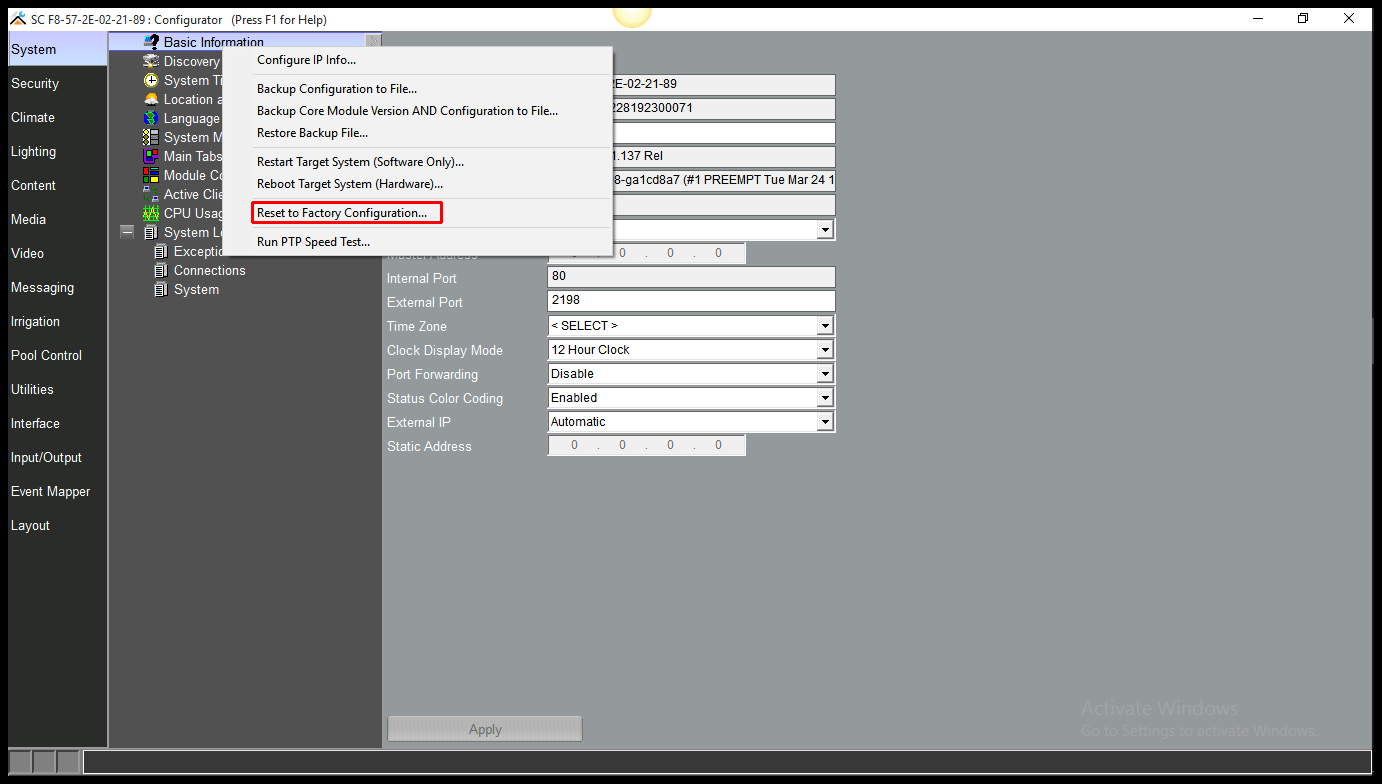 SC F8-57-2E-02-21-89 : Configurator (Press F1 for Help)
System
Security
Climate
Lighting
Content
Media
Video
Messaging
Irrigation
Pool Control
Utilities
Interface
Input/Output
Event Mapper
Layout
Basic Information
Discovery
System Ti
Location a
Language
System M
Main Tabs
Module Co
Active Clie
CPU Usag
System Lo
Exceptio
Connections
System
Configure IP Info...
Backup Configuration to File...
Backup Core Module Version AND Configuration to File...
Restore Backup File...
Restart Target System (Software Only)...
Reboot Target System (Hardware)...
Reset to Factory Configuration...
Run PTP Speed Test...
2E-02-21-89
228192300071
1.137 Rel
8-ga1cd8a7 (#1 PREEMPT Tue Mar 24 1
Master Address 0 . 0 . 0 . 0
Internal Port 80
External Port 2198
Time Zone < SELECT >
Clock Display Mode 12 Hour Clock
Port Forwarding Disable
Status Color Coding Enabled
External IP Automatic
Static Address 0 . 0 . 0 . 0
Apply
Activate Windows
Go to Settings to activate Windows.